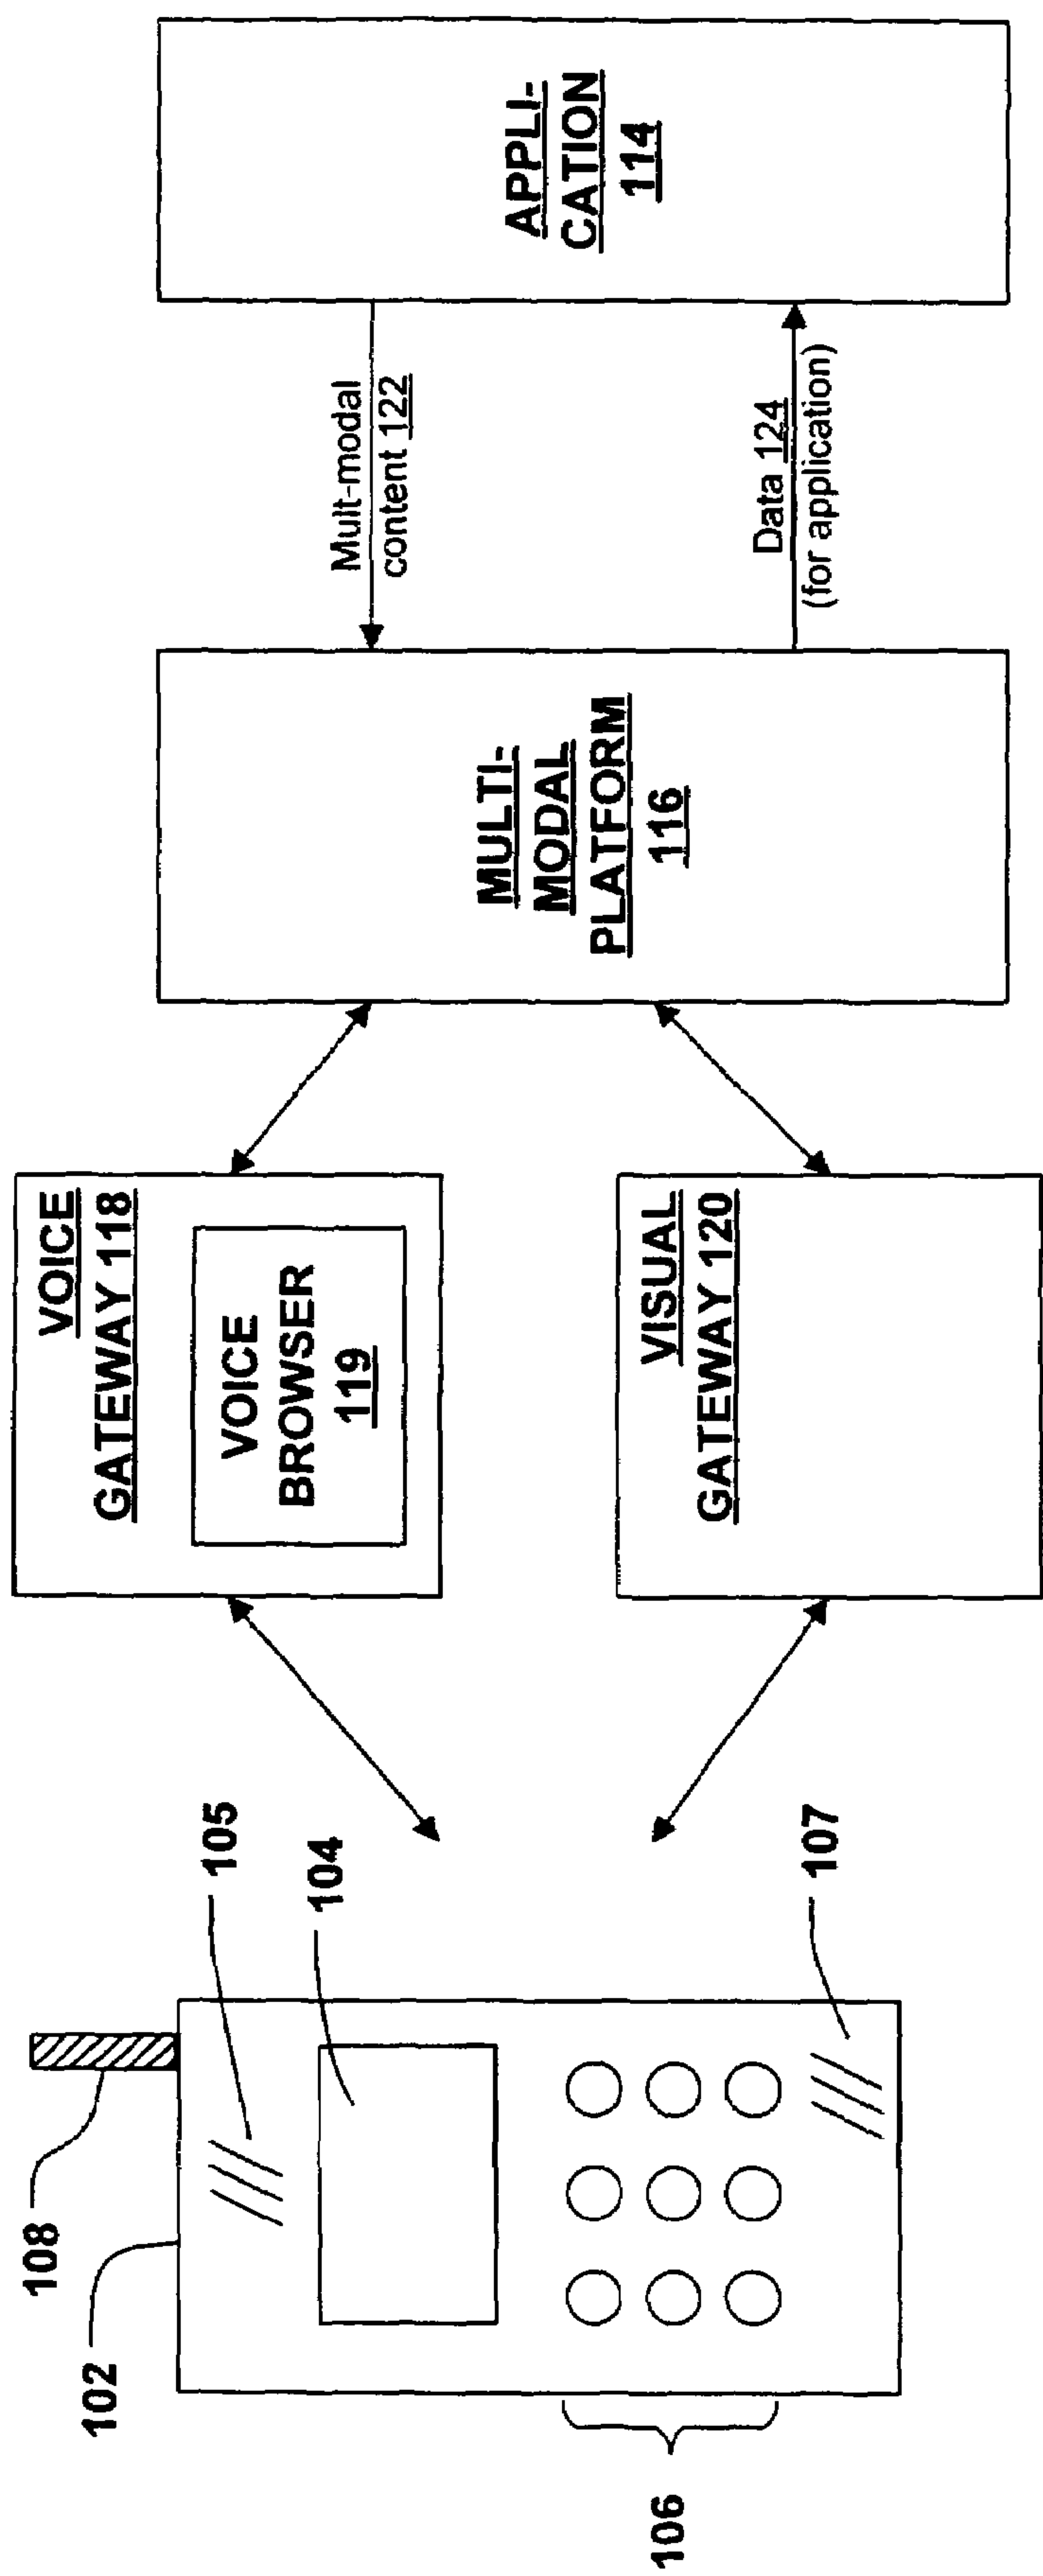 108
102
105
104
106
107
VOICE
GATEWAY 118
VOICE
BROWSER
119
VISUAL
GATEWAY 120
MULTI-
MODAL
PLATFORM
116
Mult-modal
content 122
Data 124
(for application)
APPLI-
CATION
114